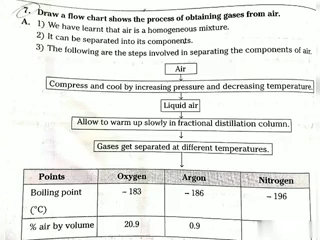 7. Draw a flow chart shows the process of obtaining gases from air.
A. 1) We have learnt that air is a homogeneous mixture.
2) It can be separated into its components.
3) The following are the steps involved in separating the components of air.
Air
Compress and cool by increasing pressure and decreasing temperature.
Liquid air
Allow to warm up slowly in fractional distillation column.
Gases get separated at different temperatures.
Points Oxygen Argon Nitrogen
Boiling point – 183 – 186 – 196
(°C)
% air by volume 20.9 0.9